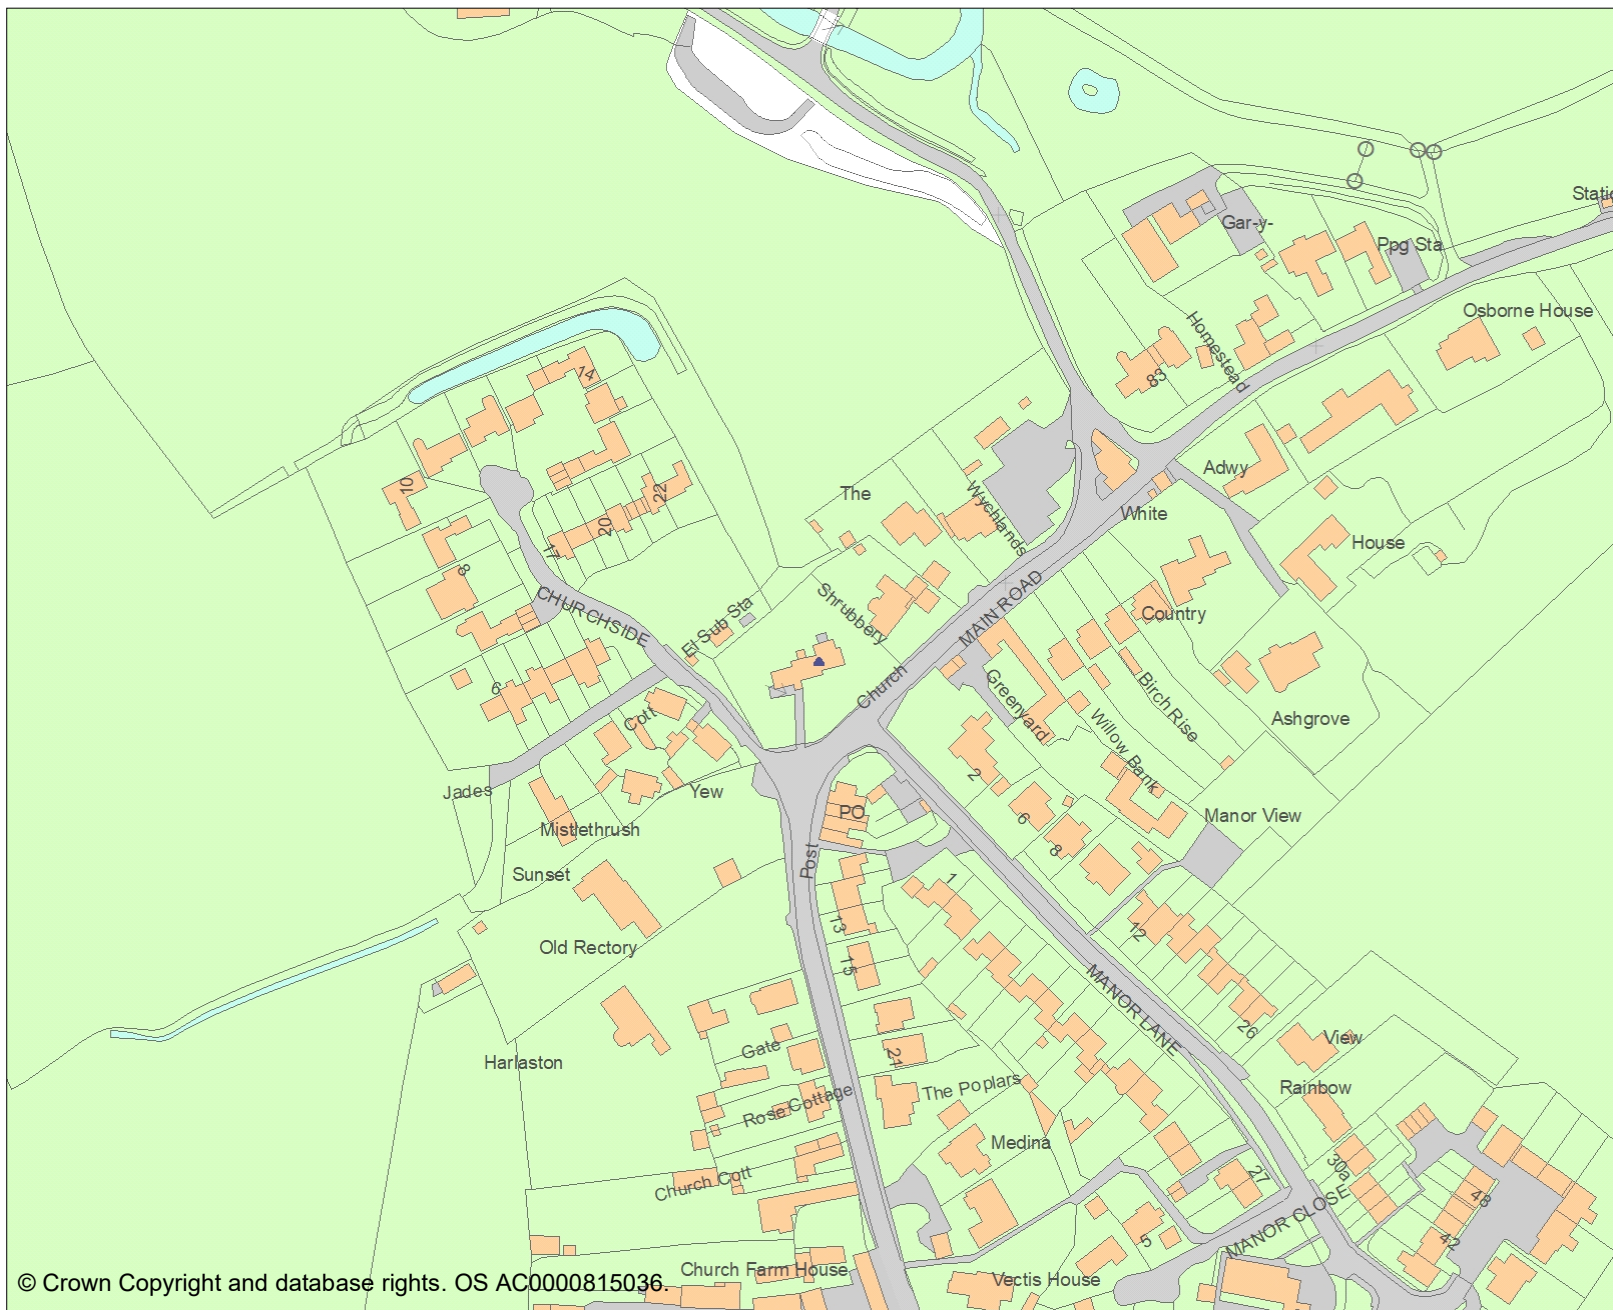 Static
Gar-y-
Ppg Sta
Osborne House
Homestead
83
14
10
22
20
17
8
The
Wychlands
Adwy
White
House
CHURCHSIDE
El Sub Sta
Shrubbery
MAIN ROAD
Country
6
Cott
Church
Greenyard
Birch Rise
Ashgrove
Willow Bank
2
Jades
Yew
PO
6
Manor View
Mistlethrush
8
Post
Sunset
1
13
12
Old Rectory
15
MANOR LANE
26
View
Harlaston
Gate
21
The Poplars
Rainbow
Rose Cottage
Medina
Church Cott
27
30a
48
MANOR CLOSE
5
42
Church Farm House
Vectis House
© Crown Copyright and database rights. OS AC0000815036.